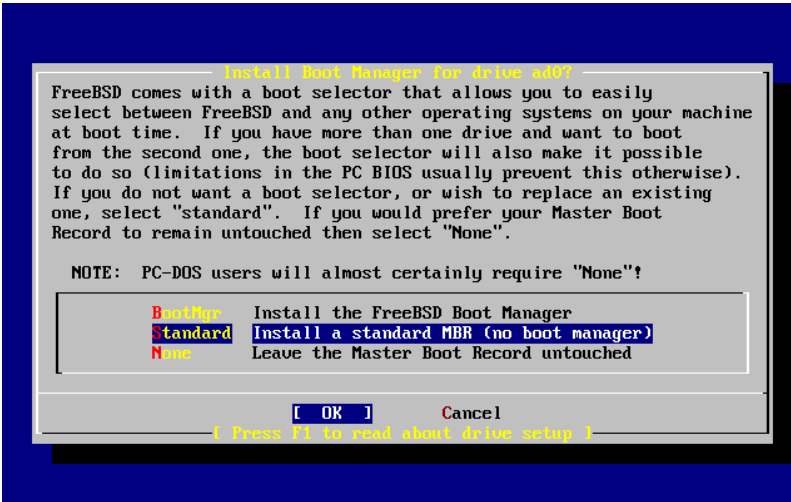 Install Boot Manager for drive ad0?
FreeBSD comes with a boot selector that allows you to easily
select between FreeBSD and any other operating systems on your machine
at boot time.  If you have more than one drive and want to boot
from the second one, the boot selector will also make it possible
to do so (limitations in the PC BIOS usually prevent this otherwise).
If you do not want a boot selector, or wish to replace an existing
one, select "standard".  If you would prefer your Master Boot
Record to remain untouched then select "None".
NOTE:  PC-DOS users will almost certainly require "None"!
BootMgr   Install the FreeBSD Boot Manager
Standard  Install a standard MBR (no boot manager)
None      Leave the Master Boot Record untouched
[  OK  ]       Cancel
[ Press F1 to read about drive setup ]